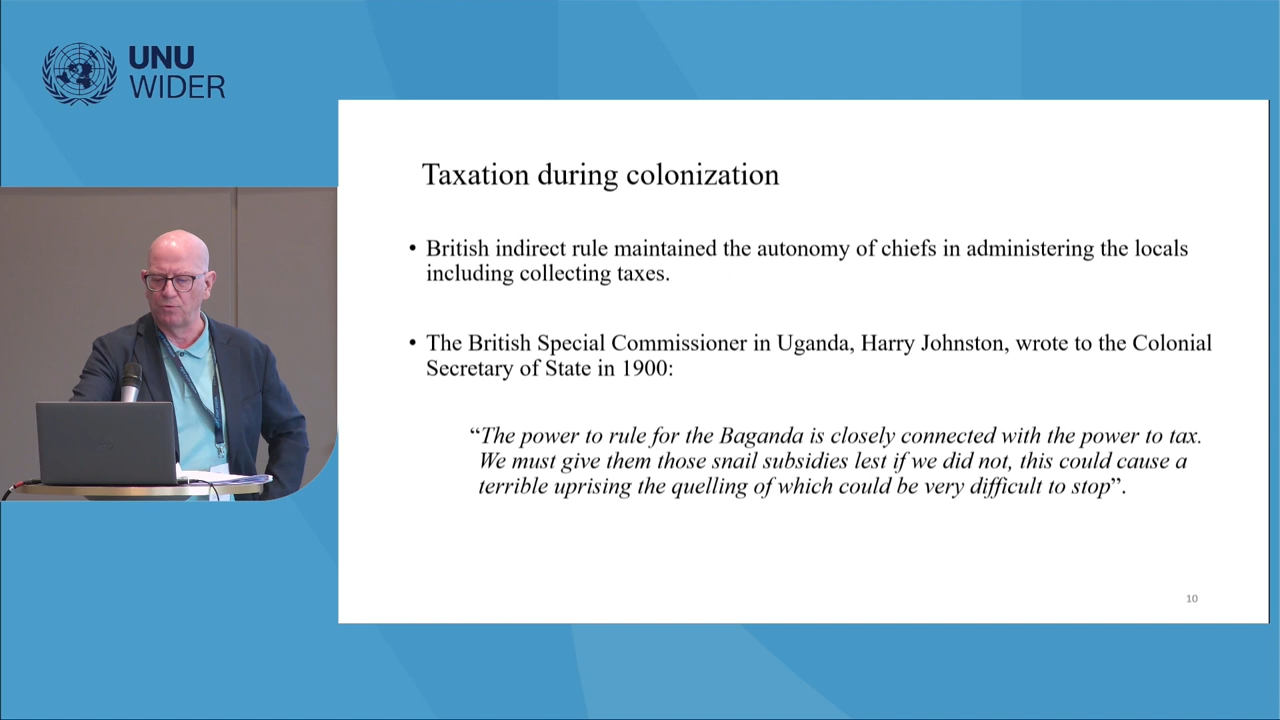 UNU
WIDER
Taxation during colonization
• British indirect rule maintained the autonomy of chiefs in administering the locals
including collecting taxes.
• The British Special Commissioner in Uganda, Harry Johnston, wrote to the Colonial
Secretary of State in 1900:
“The power to rule for the Baganda is closely connected with the power to tax.
We must give them those snail subsidies lest if we did not, this could cause a
terrible uprising the quelling of which could be very difficult to stop”.
10